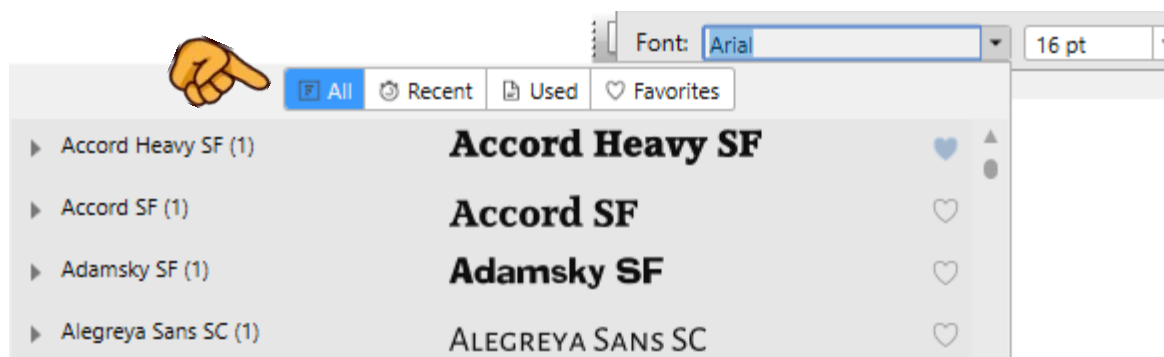 Font: Arial 16 pt
All Recent Used Favorites
Accord Heavy SF (1) Accord Heavy SF
Accord SF (1) Accord SF
Adamsky SF (1) Adamsky SF
Alegreya Sans SC (1) Alegreya Sans SC